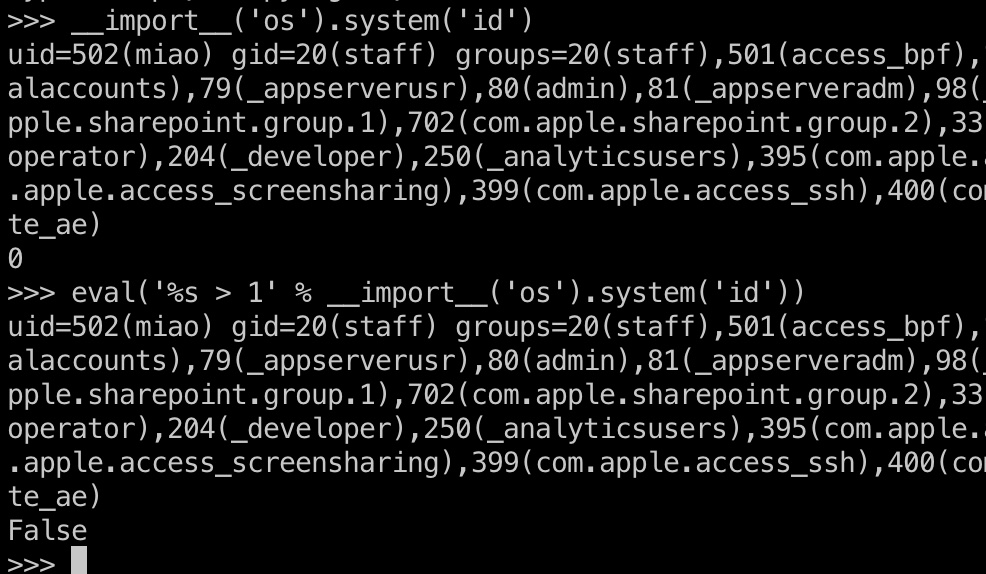 >>> __import__('os').system('id')
uid=502(miao) gid=20(staff) groups=20(staff),501(access_bpf),
alaccounts),79(_appserverusr),80(admin),81(_appserveradm),98(_
pple.sharepoint.group.1),702(com.apple.sharepoint.group.2),33
operator),204(_developer),250(_analyticsusers),395(com.apple.
.apple.access_screensharing),399(com.apple.access_ssh),400(co
te_ae)
0
>>> eval('%s > 1' % __import__('os').system('id'))
uid=502(miao) gid=20(staff) groups=20(staff),501(access_bpf),
alaccounts),79(_appserverusr),80(admin),81(_appserveradm),98(_
pple.sharepoint.group.1),702(com.apple.sharepoint.group.2),33
operator),204(_developer),250(_analyticsusers),395(com.apple.
.apple.access_screensharing),399(com.apple.access_ssh),400(co
te_ae)
False
>>>